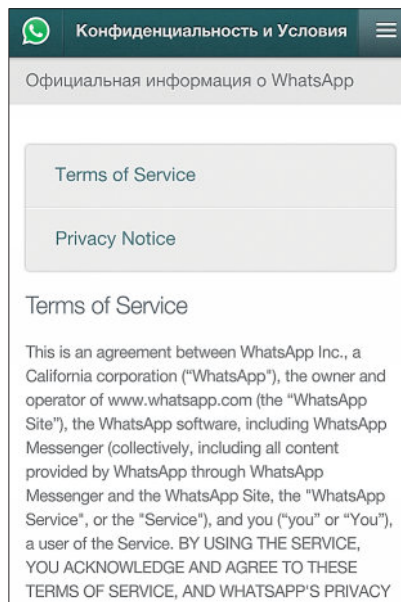 Конфиденциальность и Условия
Официальная информация о WhatsApp
Terms of Service
Privacy Notice
Terms of Service
This is an agreement between WhatsApp Inc., a
California corporation (“WhatsApp”), the owner and
operator of www.whatsapp.com (the “WhatsApp
Site”), the WhatsApp software, including WhatsApp
Messenger (collectively, including all content
provided by WhatsApp through WhatsApp
Messenger and the WhatsApp Site, the "WhatsApp
Service", or the "Service"), and you (“you” or “You”),
a user of the Service. BY USING THE SERVICE,
YOU ACKNOWLEDGE AND AGREE TO THESE
TERMS OF SERVICE, AND WHATSAPP'S PRIVACY